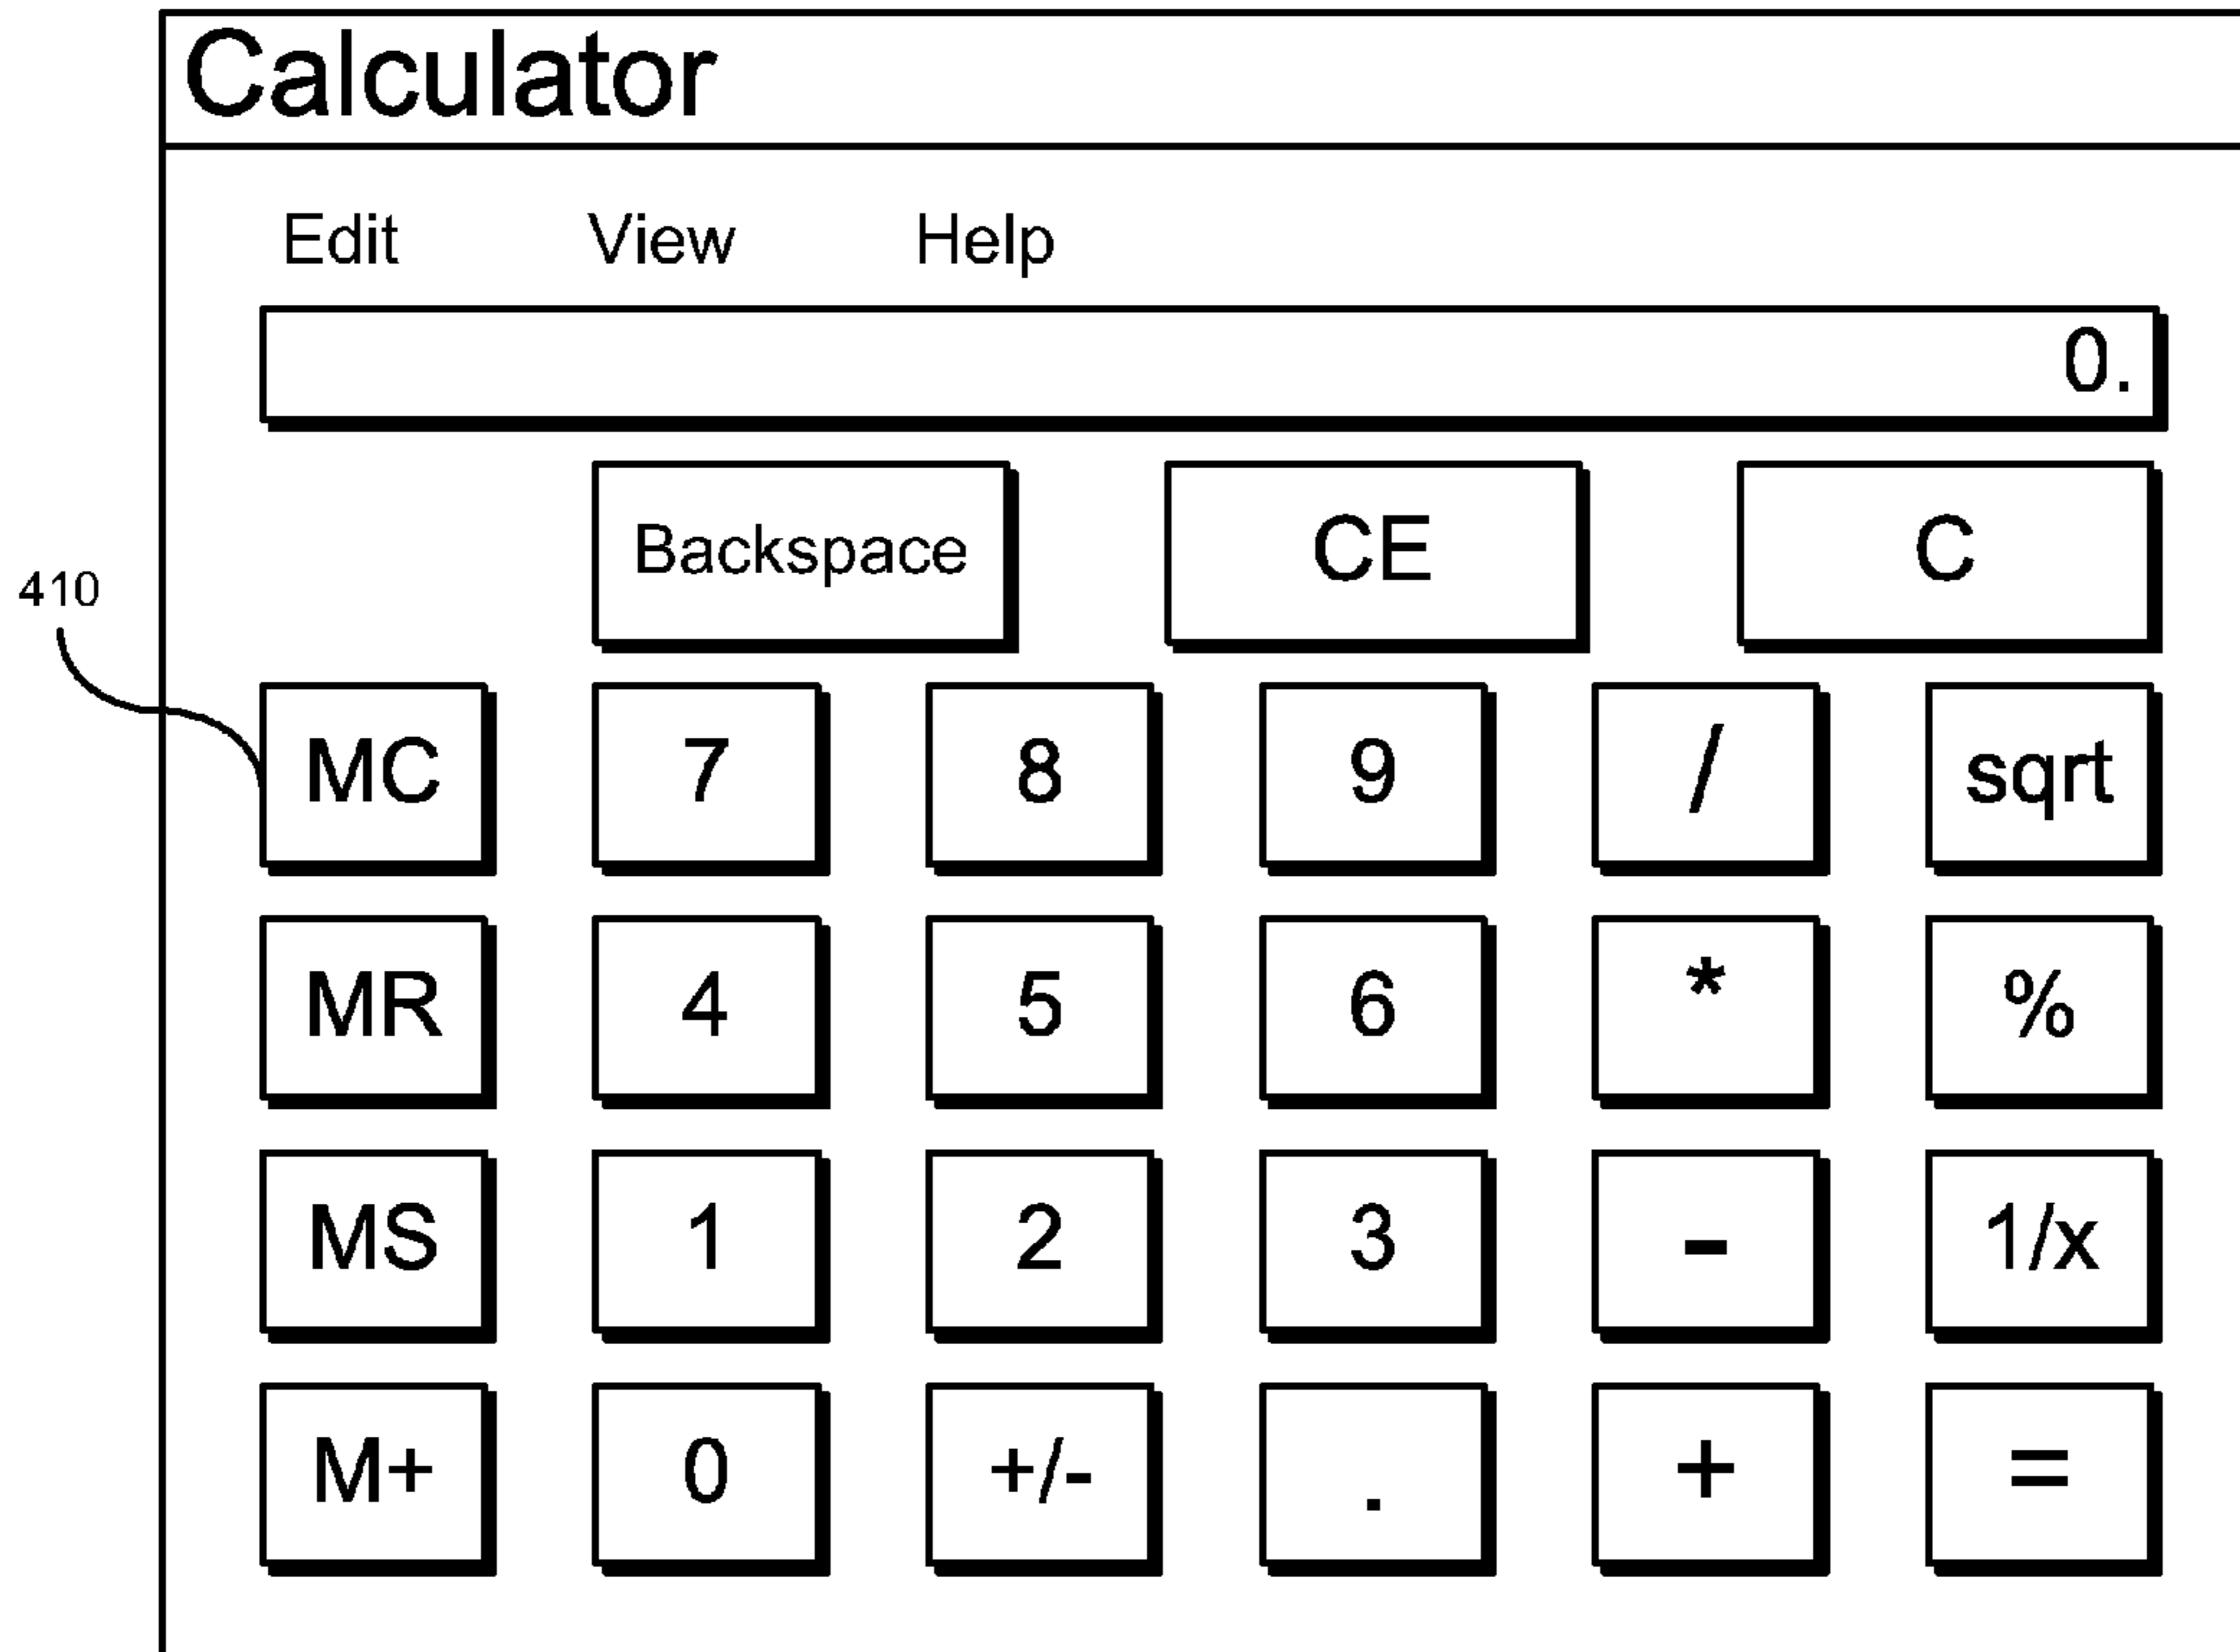 Calculator
Edit View Help
0.
Backspace CE C
410
MC 7 8 9 / sqrt
MR 4 5 6 * %
MS 1 2 3 - 1/x
M+ 0 +/- . + =